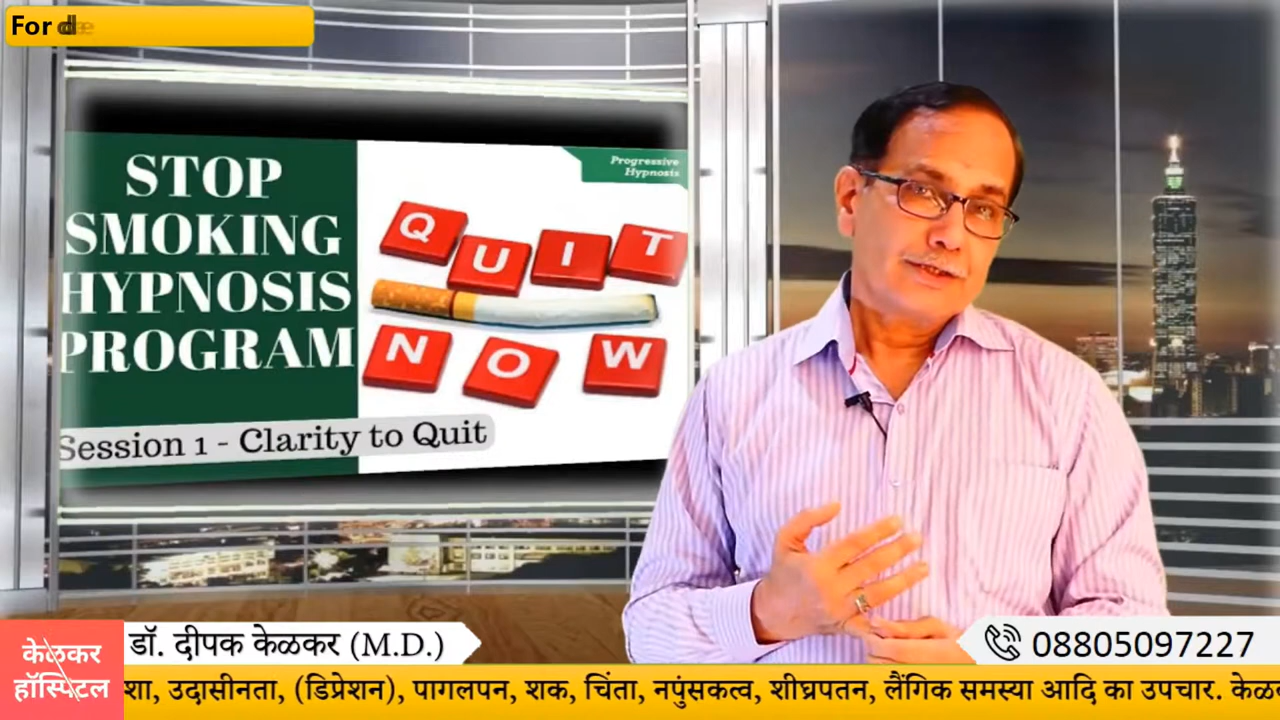 For
Progressive
Hypnosis
STOP
SMOKING
HYPNOSIS
PROGRAM
QUIT
NOW
Session 1 - Clarity to Quit
केळकर
हॉस्पिटल
डॉ. दीपक केळकर (M.D.)
08805097227
शा, उदासीनता, (डिप्रेशन), पागलपन, शक, चिंता, नपुंसकत्व, शीघ्रपतन, लैंगिक समस्या आदि का उपचार. केळक